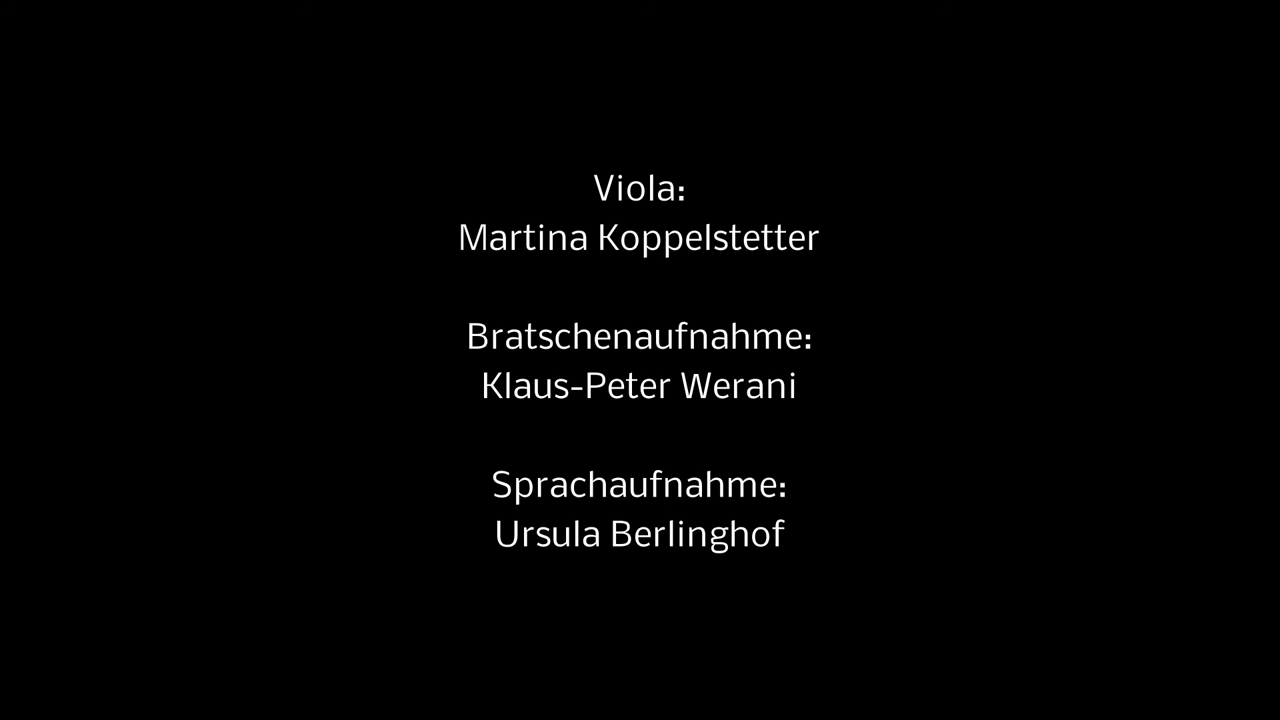 Viola:
Martina Koppelstetter
Bratschenaufnahme:
Klaus-Peter Werani
Sprachaufnahme:
Ursula Berlinghof